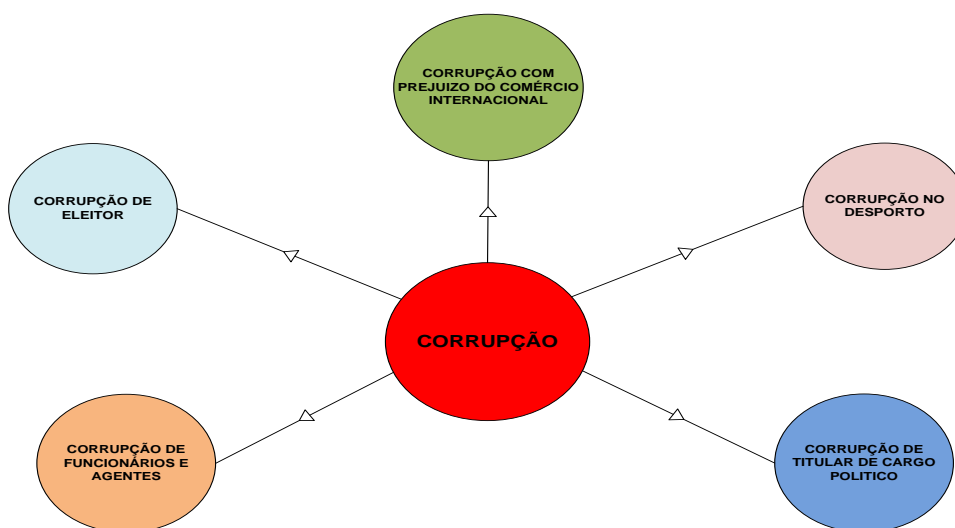 CORRUPÇÃO COM
PREJUIZO DO COMÉRCIO
INTERNACIONAL
CORRUPÇÃO DE
ELEITOR
CORRUPÇÃO NO
DESPORTO
CORRUPÇÃO
CORRUPÇÃO DE
FUNCIONÁRIOS E
AGENTES
CORRUPÇÃO DE
TITULAR DE CARGO
POLITICO